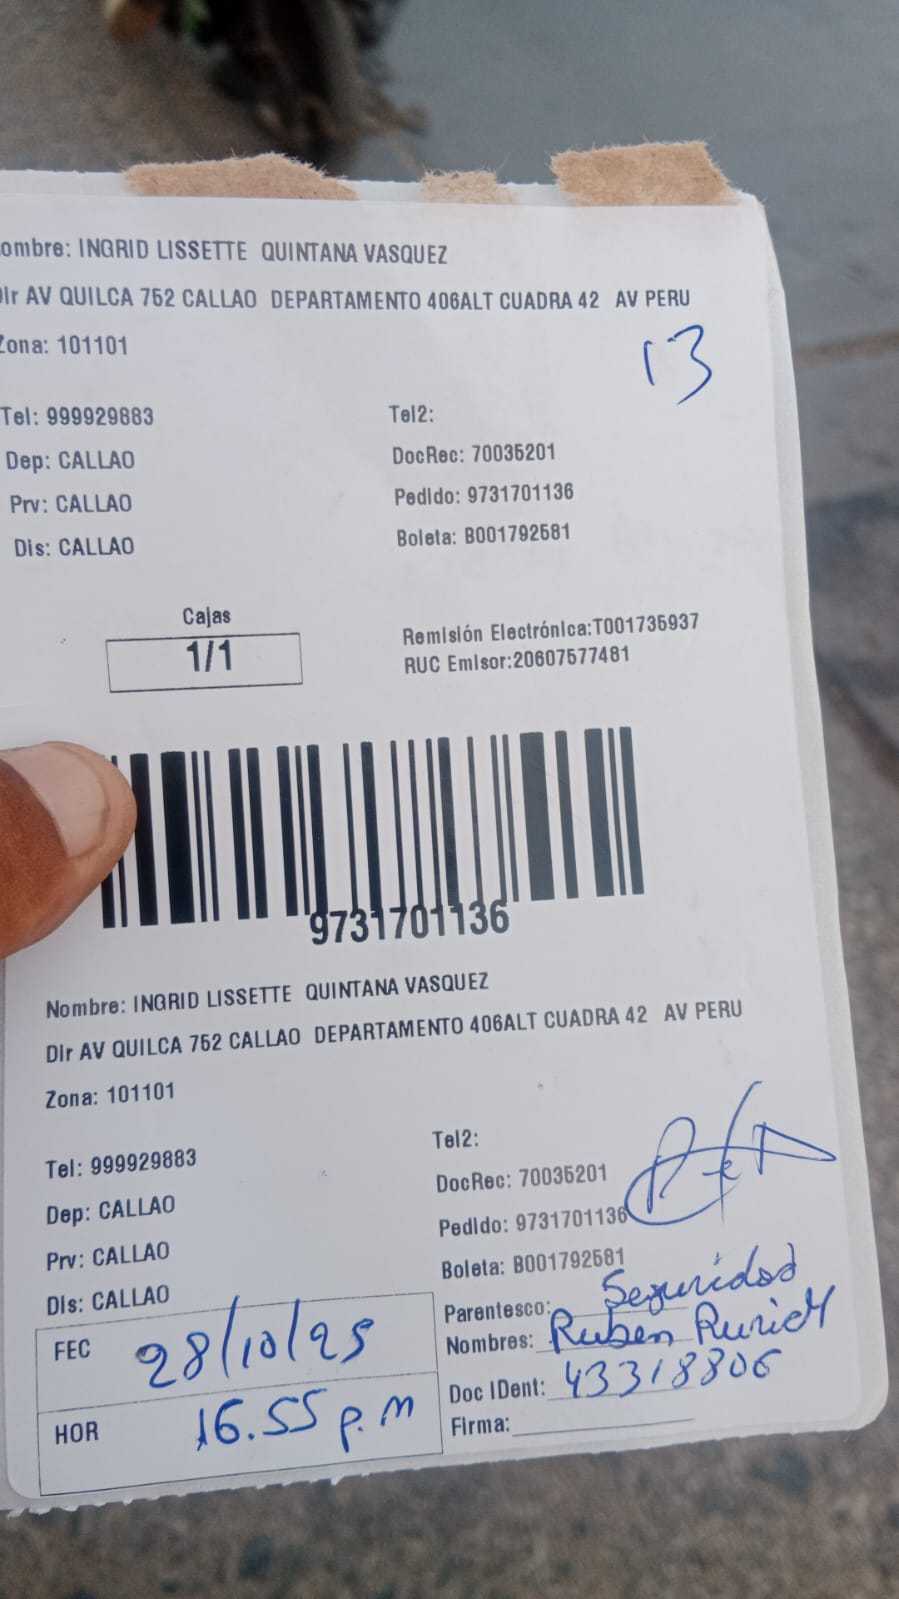 ombre: INGRID LISSETTE QUINTANA VASQUEZ
Dir AV QUILCA 752 CALLAO DEPARTAMENTO 406ALT CUADRA 42 AV PERU
Zona: 101101
13
Tel: 999929883
Tel2:
Dep: CALLAO
DocRec: 70035201
Prv: CALLAO
Pedido: 9731701136
Dis: CALLAO
Boleta: B001792581
Cajas
1/1
Remisión Electrónica:T001735937
RUC Emisor:20607577481
9731701136
Nombre: INGRID LISSETTE QUINTANA VASQUEZ
Dir AV QUILCA 752 CALLAO DEPARTAMENTO 406ALT CUADRA 42 AV PERU
Zona: 101101
Tel: 999929883
Tel2:
Dep: CALLAO
DocRec: 70035201
Prv: CALLAO
Pedido: 9731701136
Dis: CALLAO
Boleta: B001792581
Parentesco: Seguridad
Nombres: Ruben
Doc IDent: 43318806
Firma:
FEC 28/10/25
HOR 16.55 p.m